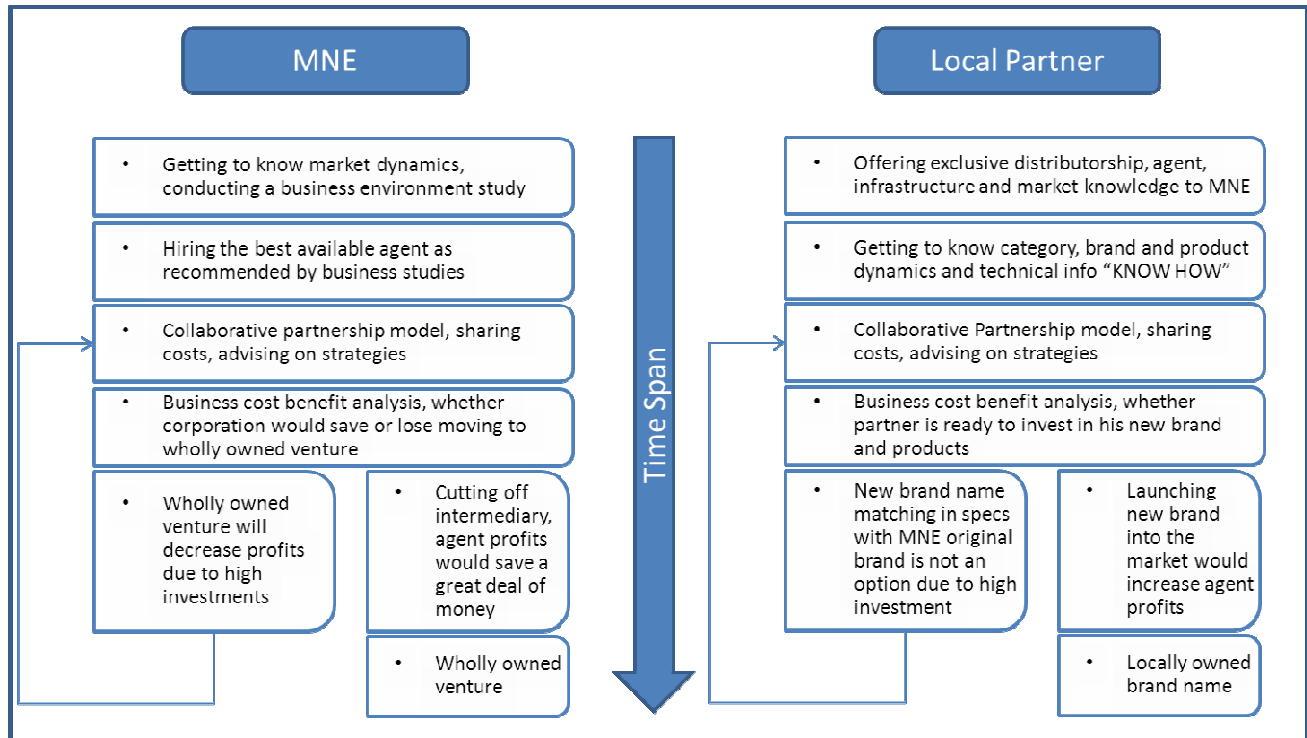 MNE
Local Partner
• Getting to know market dynamics,
conducting a business environment study
• Hiring the best available agent as
recommended by business studies
• Collaborative partnership model, sharing
costs, advising on strategies
• Business cost benefit analysis, whether
corporation would save or lose moving to
wholly owned venture
• Wholly owned
venture will
decrease profits
due to high
investments
• Cutting off
intermediary,
agent profits
would save a
great deal of
money
• Wholly owned
venture
Time Span
• Offering exclusive distributorship, agent,
infrastructure and market knowledge to MNE
• Getting to know category, brand and product
dynamics and technical info “KNOW HOW”
• Collaborative Partnership model, sharing
costs, advising on strategies
• Business cost benefit analysis, whether
partner is ready to invest in his new brand
and products
• New brand name
matching in specs
with MNE original
brand is not an
option due to high
investment
• Launching
new brand
into the
market would
increase agent
profits
• Locally owned
brand name